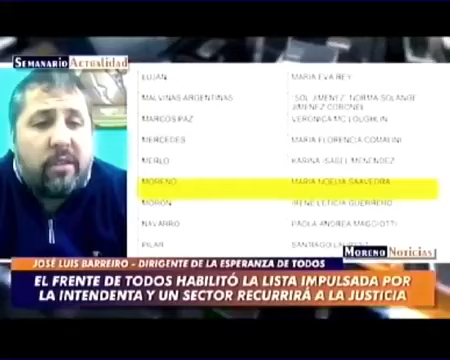 SEMANARIO ACTUALIDAD
LUJAN MARIA EVA REY
MALVINAS ARGENTINAS "SOL JIMENEZ" NORMA SOLANGE
JIMENEZ CORONEL
MARCOS PAZ VERONICA MC LOUGHLIN
MERCEDES MARIA FLORENCIA COMALINI
MERLO KARINA ISABEL MENENDEZ
MORENO MARIA NOELIA SAAVEDRA
MORON IRENE LETICIA GUERRERO
NAVARRO PAOLA ANDREA MAGGIOTTI
PILAR SANTIAGO
MORENO NOTICIAS
JOSÉ LUIS BARREIRO - DIRIGENTE DE LA ESPERANZA DE TODOS
EL FRENTE DE TODOS HABILITÓ LA LISTA IMPULSADA POR
LA INTENDENTA Y UN SECTOR RECURRIRÁ A LA JUSTICIA